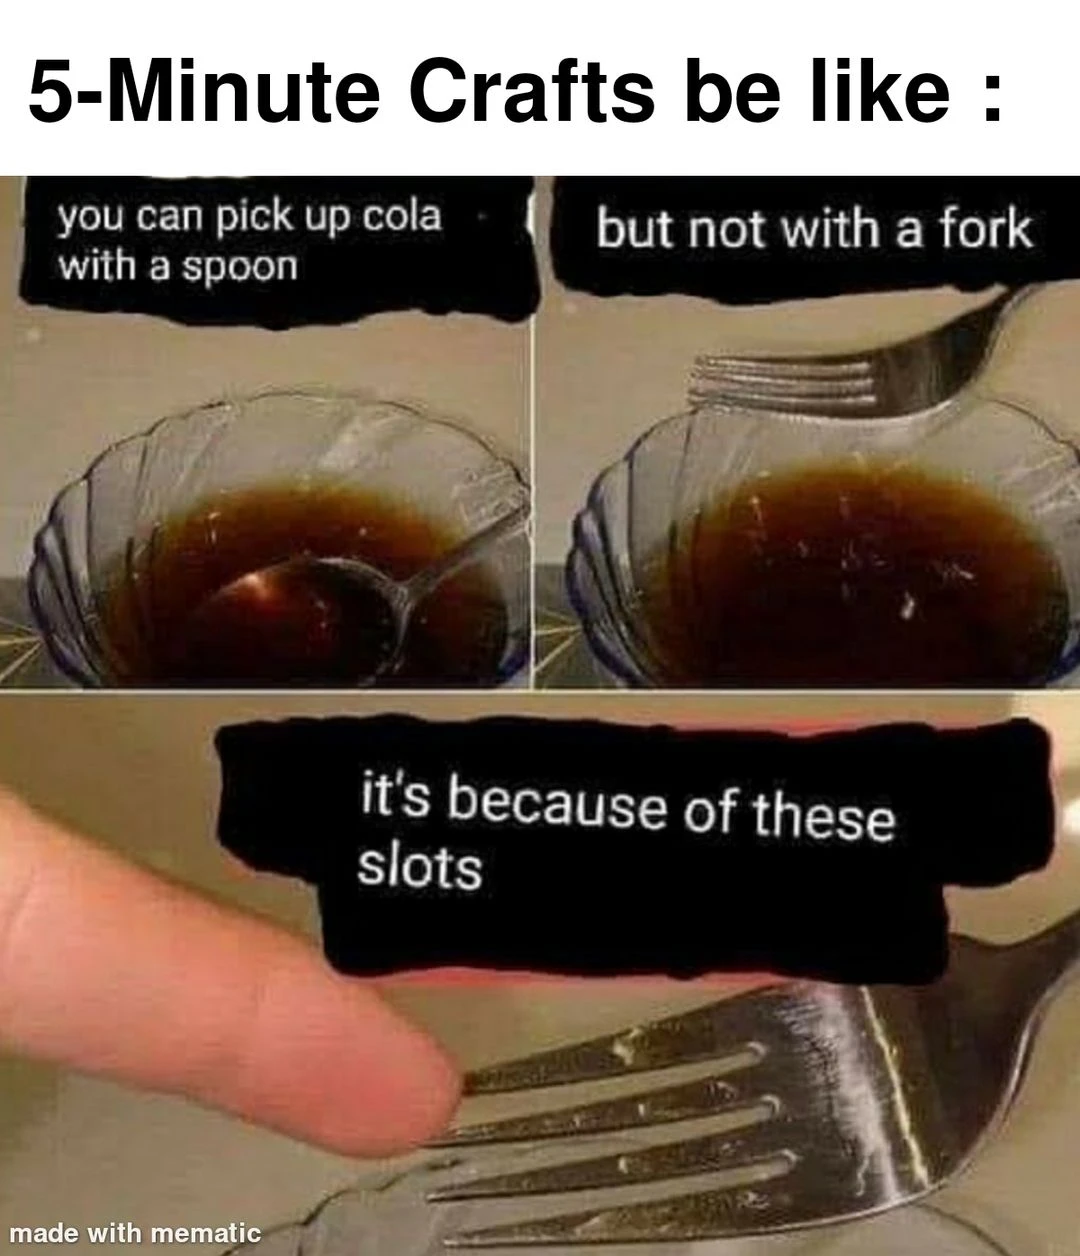 5-Minute Crafts be like :
you can pick up cola
with a spoon
but not with a fork
it's because of these
slots
made with mematic